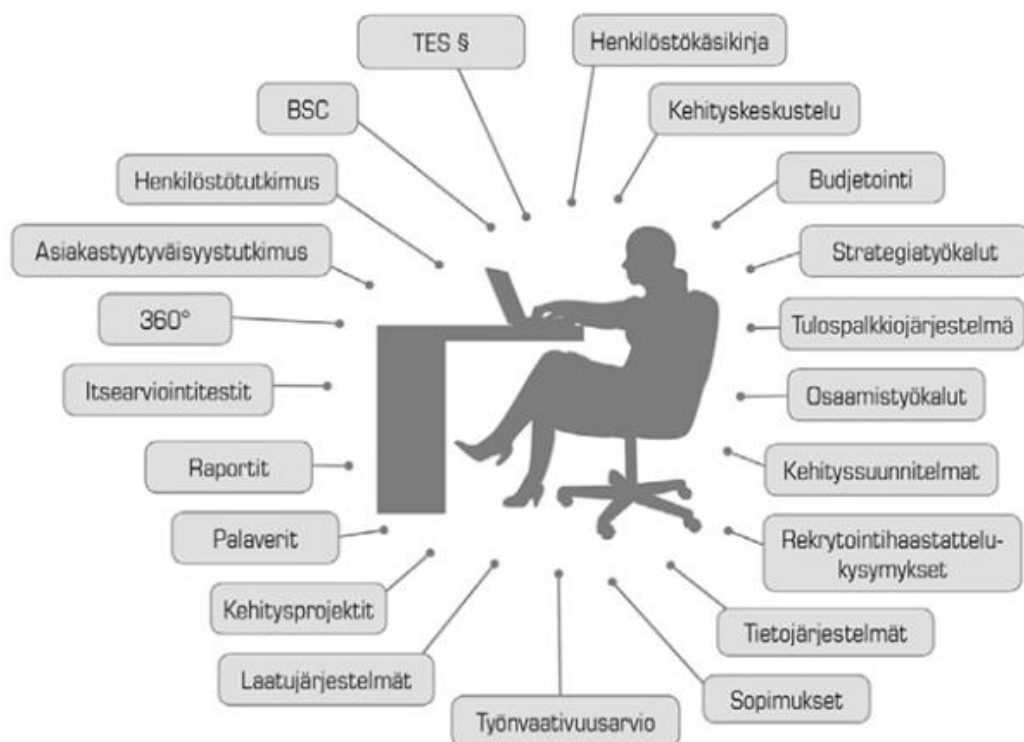 TES §
Henkilöstökäsikirja
BSC
Kehityskeskustelu
Henkilöstötutkimus
Budjetointi
Asiakastyytyväisyystutkimus
Strategiatyökalut
360°
Tulospalkkiojärjestelmä
Itsearviointitestit
Osaamistyökalut
Raportit
Kehityssuunnitelmat
Palaverit
Rekrytointihaastattelu-
kysymykset
Kehitysprojektit
Tietojärjestelmät
Laatujärjestelmät
Sopimukset
Työnvaativuusarvio